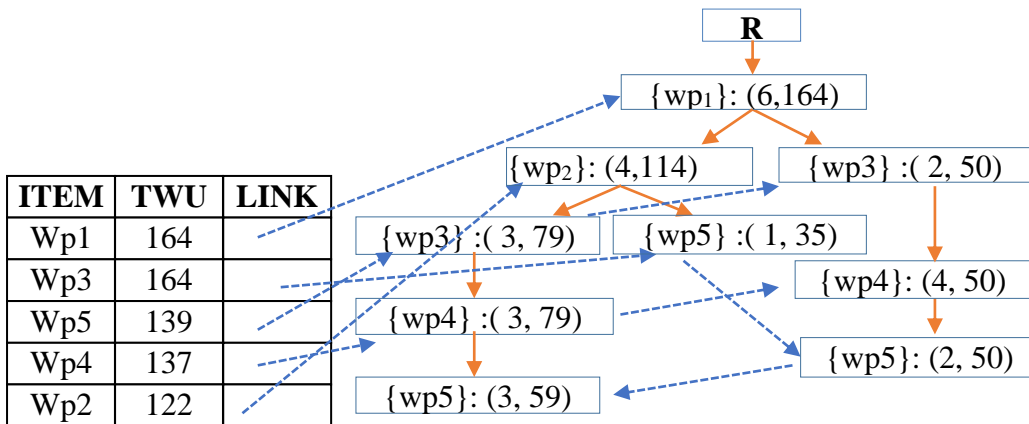 R
{wp1}: (6,164)
{wp2}: (4,114)
{wp3} :( 2, 50)
{wp3} :( 3, 79)
{wp5} :( 1, 35)
{wp4}: (4, 50)
{wp4} :( 3, 79)
{wp5}: (2, 50)
{wp5}: (3, 59)
ITEM TWU LINK
Wp1 164
Wp3 164
Wp5 139
Wp4 137
Wp2 122